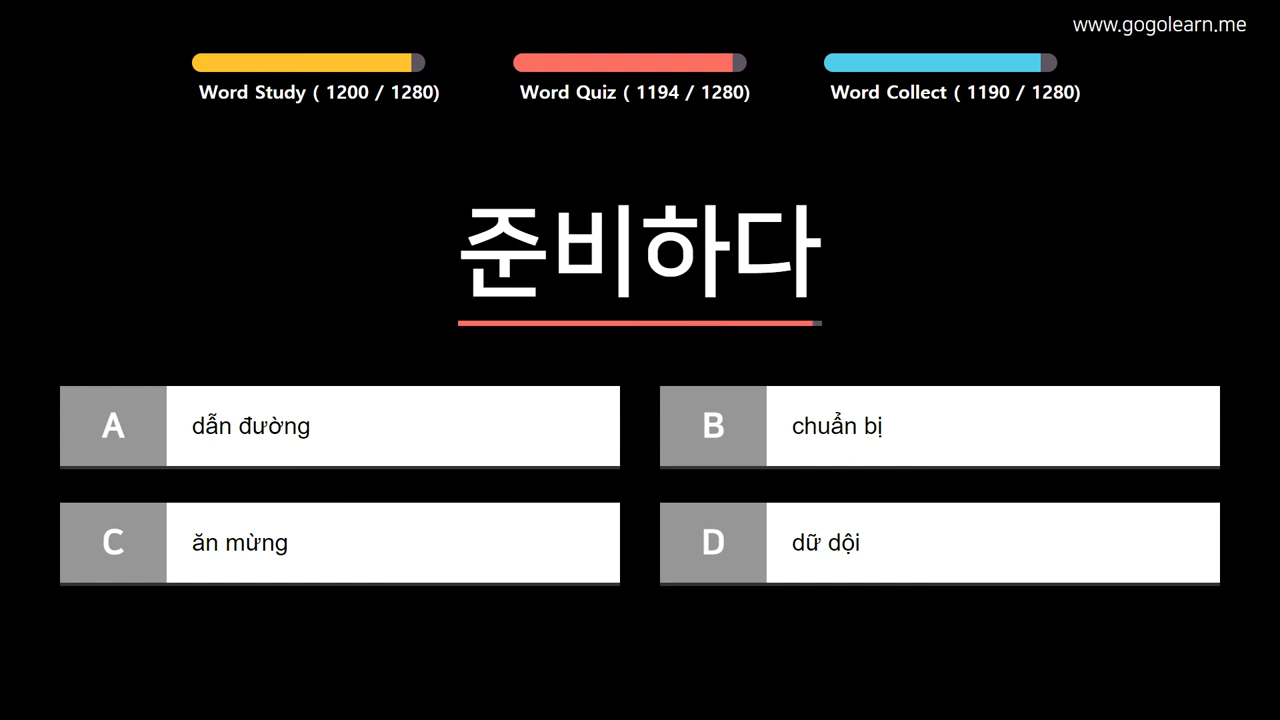 www.gogolearn.me
Word Study ( 1200 / 1280)
Word Quiz ( 1194 / 1280)
Word Collect ( 1190 / 1280)
준비하다
A dẫn đường
B chuẩn bị
C ăn mừng
D dữ dội